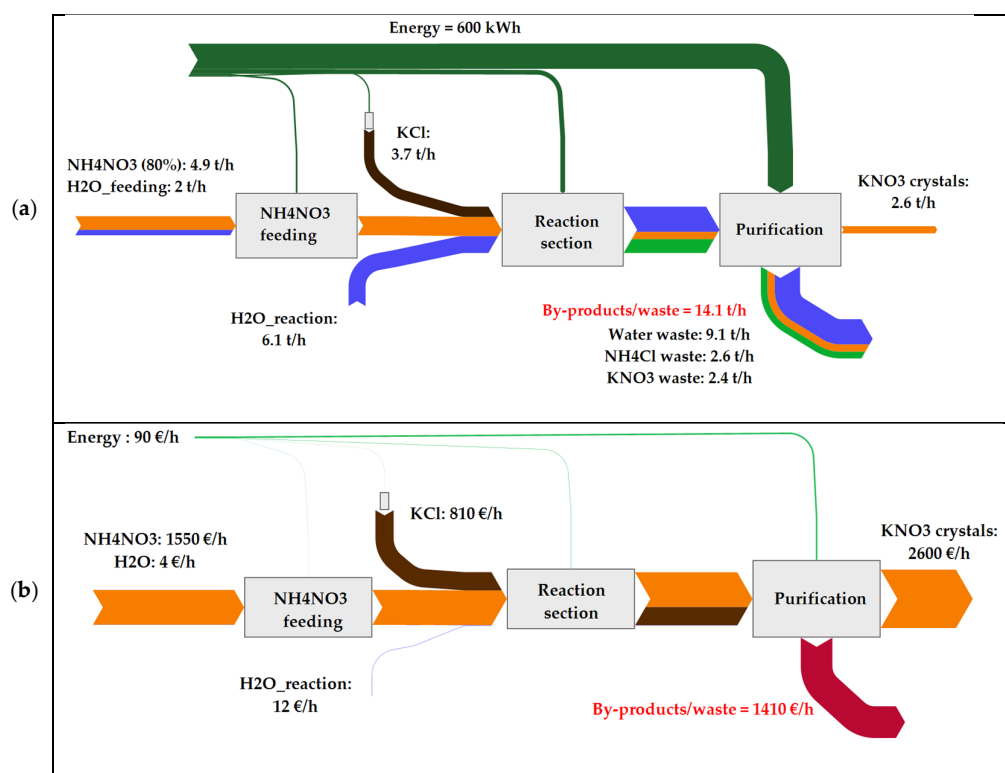 (a)
Energy = 600 kWh
KCl:
3.7 t/h
NH4NO3 (80%): 4.9 t/h
H2O_feeding: 2 t/h
NH4NO3
feeding
Reaction
section
Purification
KNO3 crystals:
2.6 t/h
H2O_reaction:
6.1 t/h
By-products/waste = 14.1 t/h
Water waste: 9.1 t/h
NH4Cl waste: 2.6 t/h
KNO3 waste: 2.4 t/h
(b)
Energy : 90 €/h
KCl: 810 €/h
NH4NO3: 1550 €/h
H2O: 4 €/h
NH4NO3
feeding
Reaction
section
Purification
KNO3 crystals:
2600 €/h
H2O_reaction:
12 €/h
By-products/waste = 1410 €/h